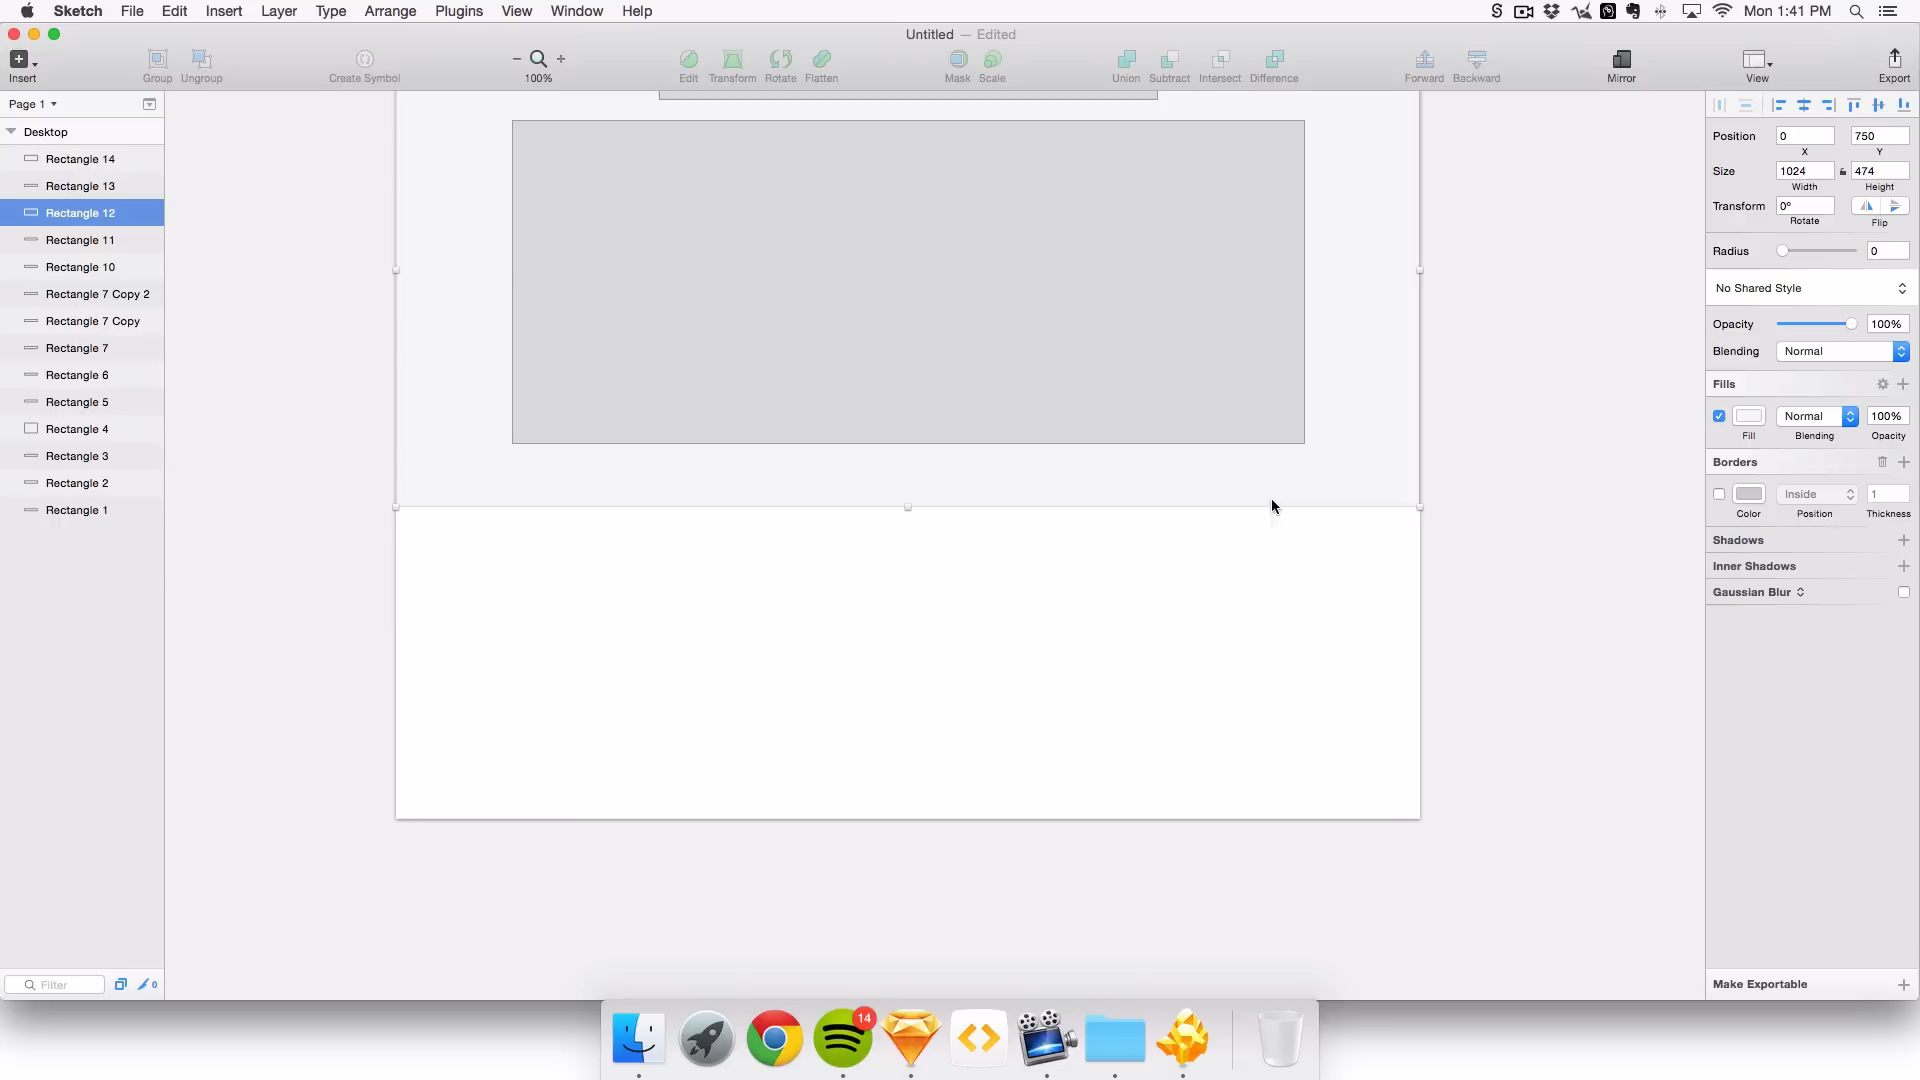 Sketch File Edit Insert Layer Type Arrange Plugins View Window Help
Mon 1:41 PM
Untitled — Edited
Insert
Group Ungroup
Create Symbol
100%
Edit Transform Rotate Flatten
Mask Scale
Union Subtract Intersect Difference
Forward Backward
Mirror
View
Export
Page 1
Desktop
Rectangle 14
Rectangle 13
Rectangle 12
Rectangle 11
Rectangle 10
Rectangle 7 Copy 2
Rectangle 7 Copy
Rectangle 7
Rectangle 6
Rectangle 5
Rectangle 4
Rectangle 3
Rectangle 2
Rectangle 1
Filter
0
Position 0 750
X Y
Size 1024 474
Width Height
Transform 0º
Rotate Flip
Radius 0
No Shared Style
Opacity 100%
Blending Normal
Fills
Normal 100%
Fill Blending Opacity
Borders
Inside 1
Color Position Thickness
Shadows
Inner Shadows
Gaussian Blur
Make Exportable
14